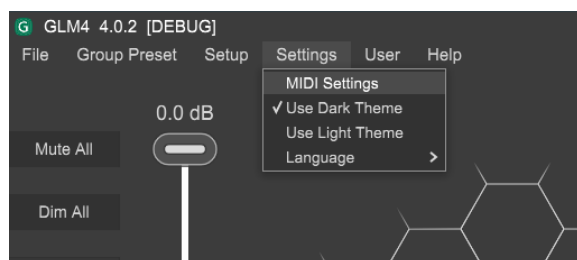 G GLM4 4.0.2 [DEBUG]
File Group Preset Setup Settings User Help
MIDI Settings
✓ Use Dark Theme
Use Light Theme
Language >
0.0 dB
Mute All
Dim All